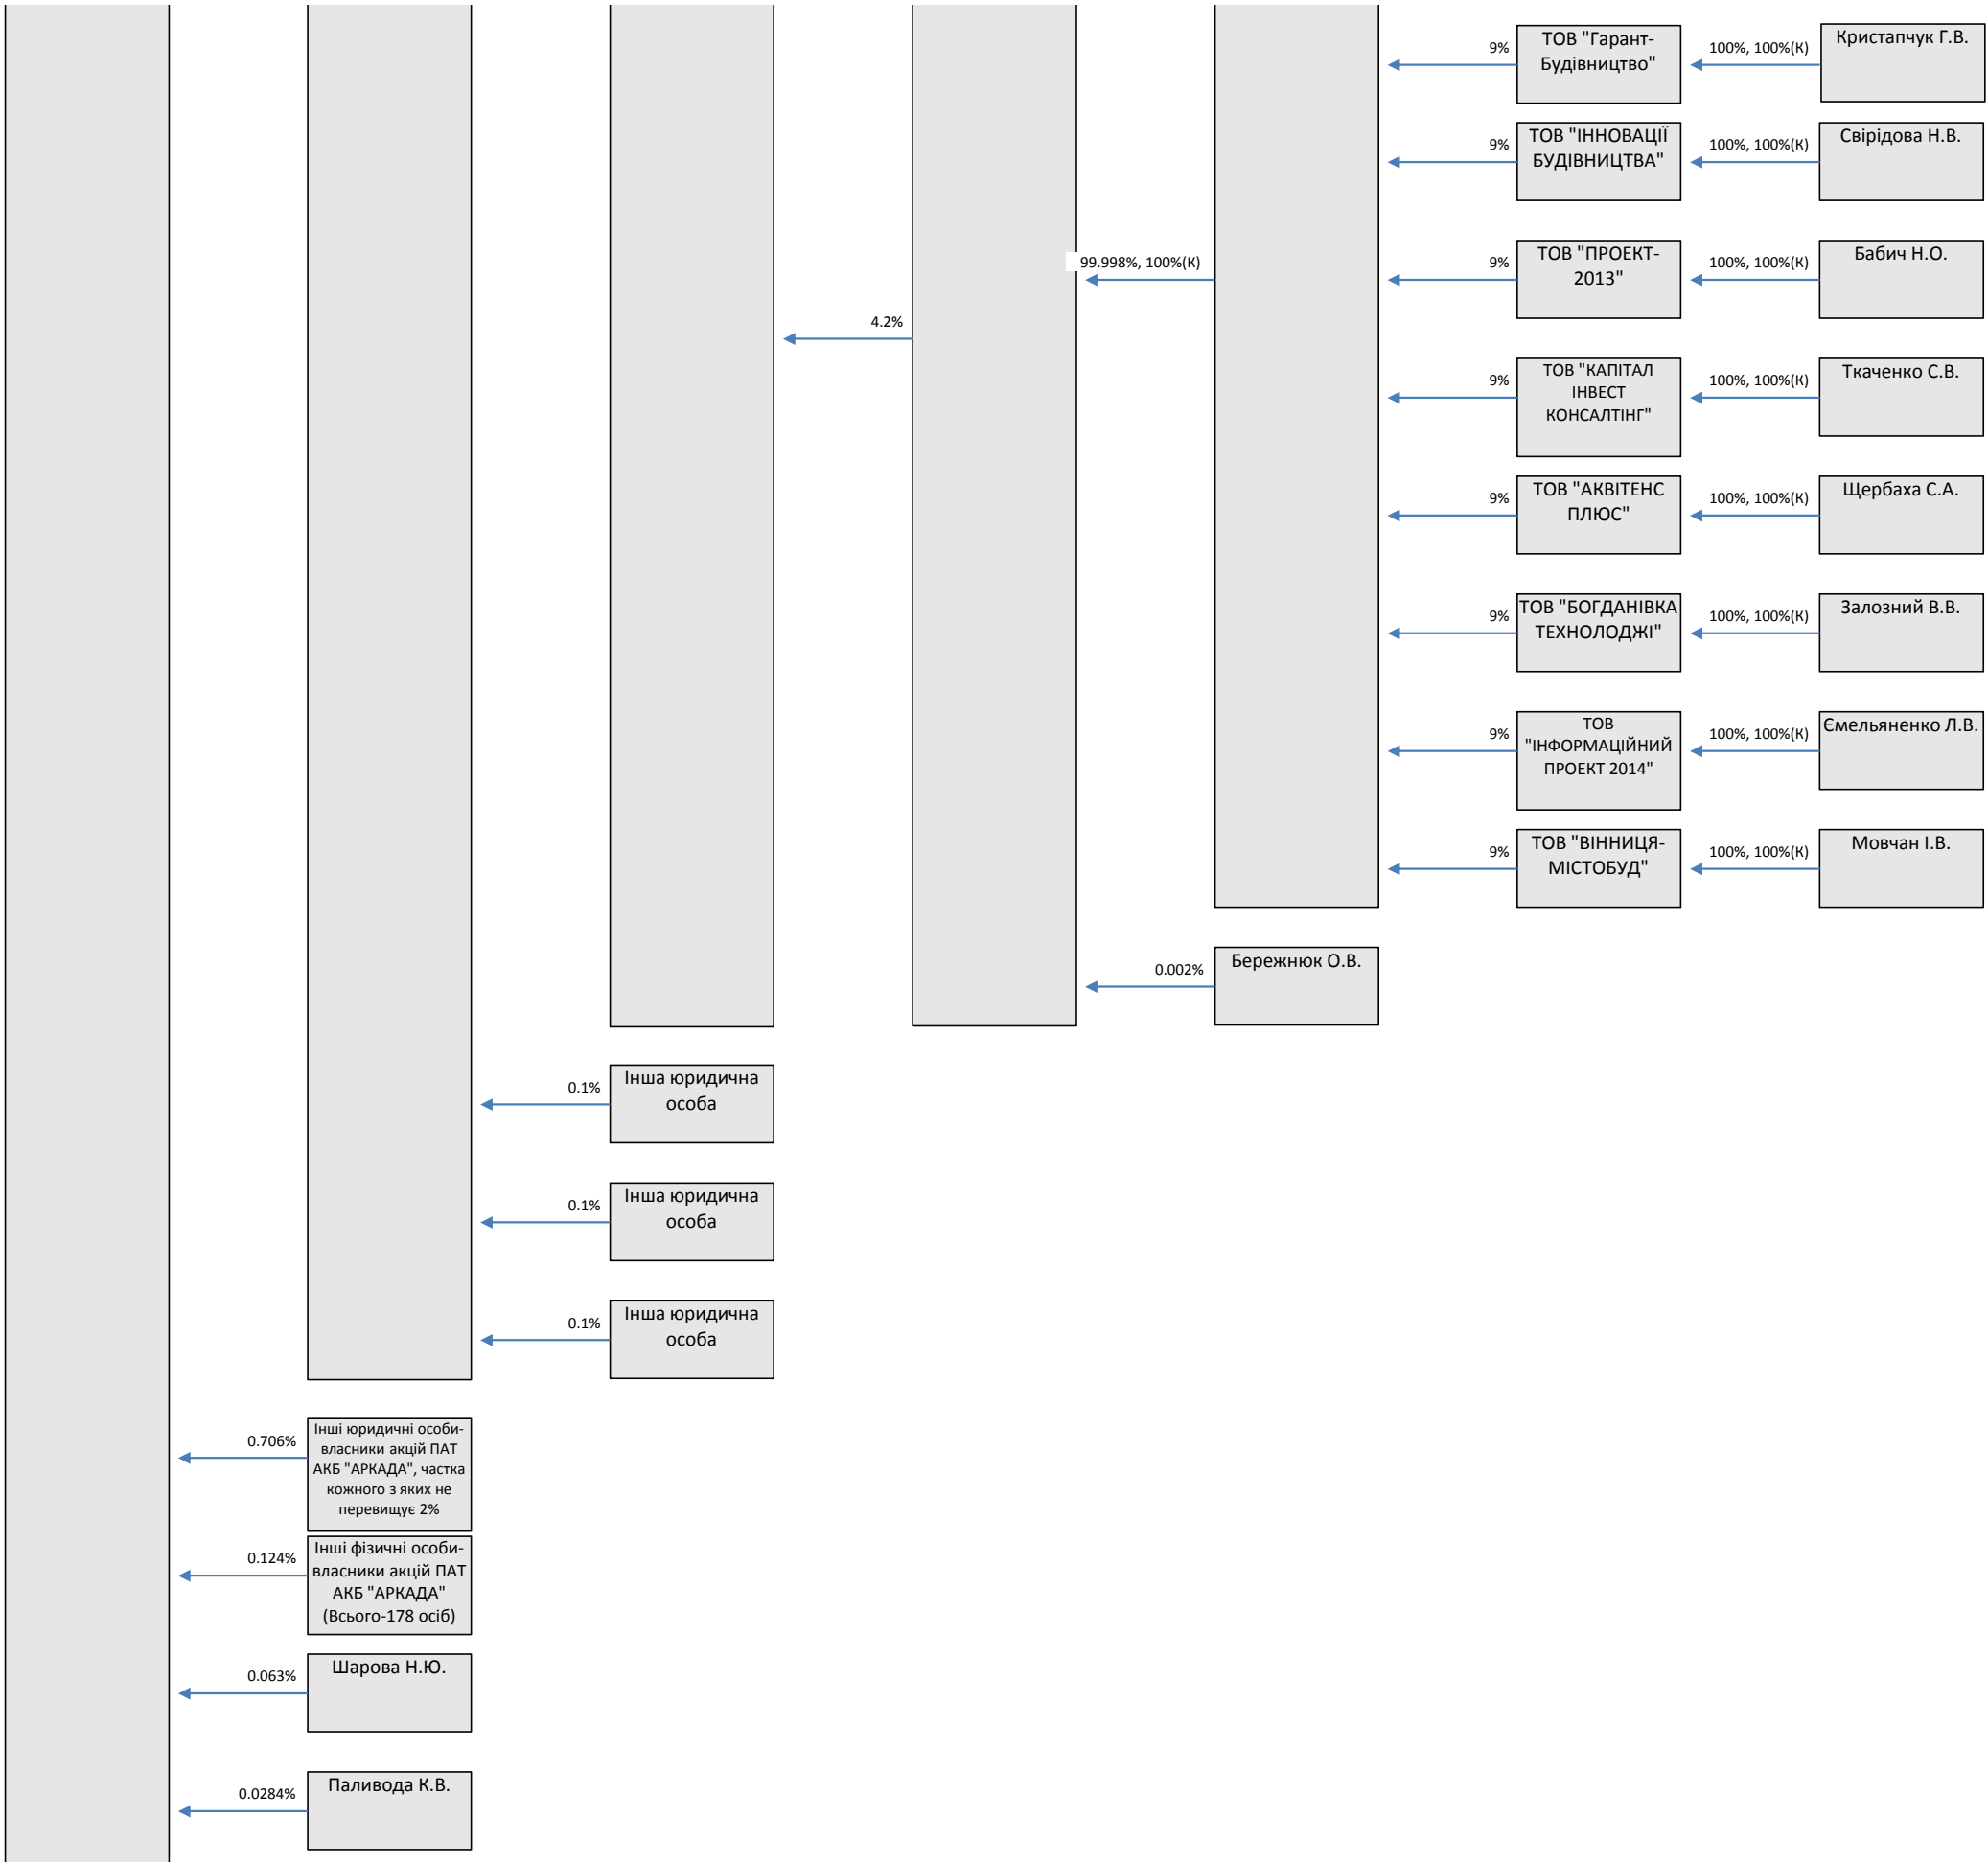 9%
ТОВ "Гарант-
Будівництво"
100%, 100%(К)
Кристапчук Г.В.
9%
ТОВ "ІННОВАЦІЇ
БУДІВНИЦТВА"
100%, 100%(К)
Свірідова Н.В.
99.998%, 100%(К)
9%
ТОВ "ПРОЕКТ-
2013"
100%, 100%(К)
Бабич Н.О.
4.2%
9%
ТОВ "КАПІТАЛ
ІНВЕСТ
КОНСАЛТІНГ"
100%, 100%(К)
Ткаченко С.В.
9%
ТОВ "АКВІТЕНС
ПЛЮС"
100%, 100%(К)
Щербаха С.А.
9%
ТОВ "БОГДАНІВКА
ТЕХНОЛОДЖІ"
100%, 100%(К)
Залозний В.В.
9%
ТОВ
"ІНФОРМАЦІЙНИЙ
ПРОЕКТ 2014"
100%, 100%(К)
Ємельяненко Л.В.
9%
ТОВ "ВІННИЦЯ-
МІСТОБУД"
100%, 100%(К)
Мовчан І.В.
0.002%
Бережнюк О.В.
0.1%
Інша юридична
особа
0.1%
Інша юридична
особа
0.1%
Інша юридична
особа
0.706%
Інші юридичні особи-
власники акцій ПАТ
АКБ "АРКАДА", частка
кожного з яких не
перевищує 2%
0.124%
Інші фізичні особи-
власники акцій ПАТ
АКБ "АРКАДА"
(Всього-178 осіб)
0.063%
Шарова Н.Ю.
0.0284%
Паливода К.В.